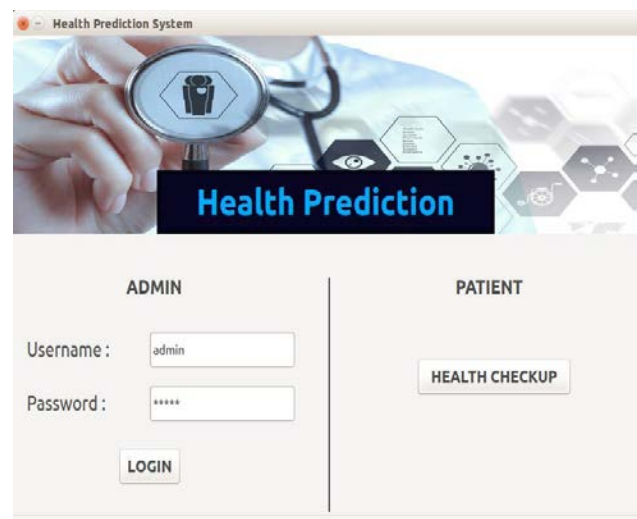 Health Prediction System
Health Prediction
ADMIN
Username :
admin
Password :
*****
LOGIN
PATIENT
HEALTH CHECKUP